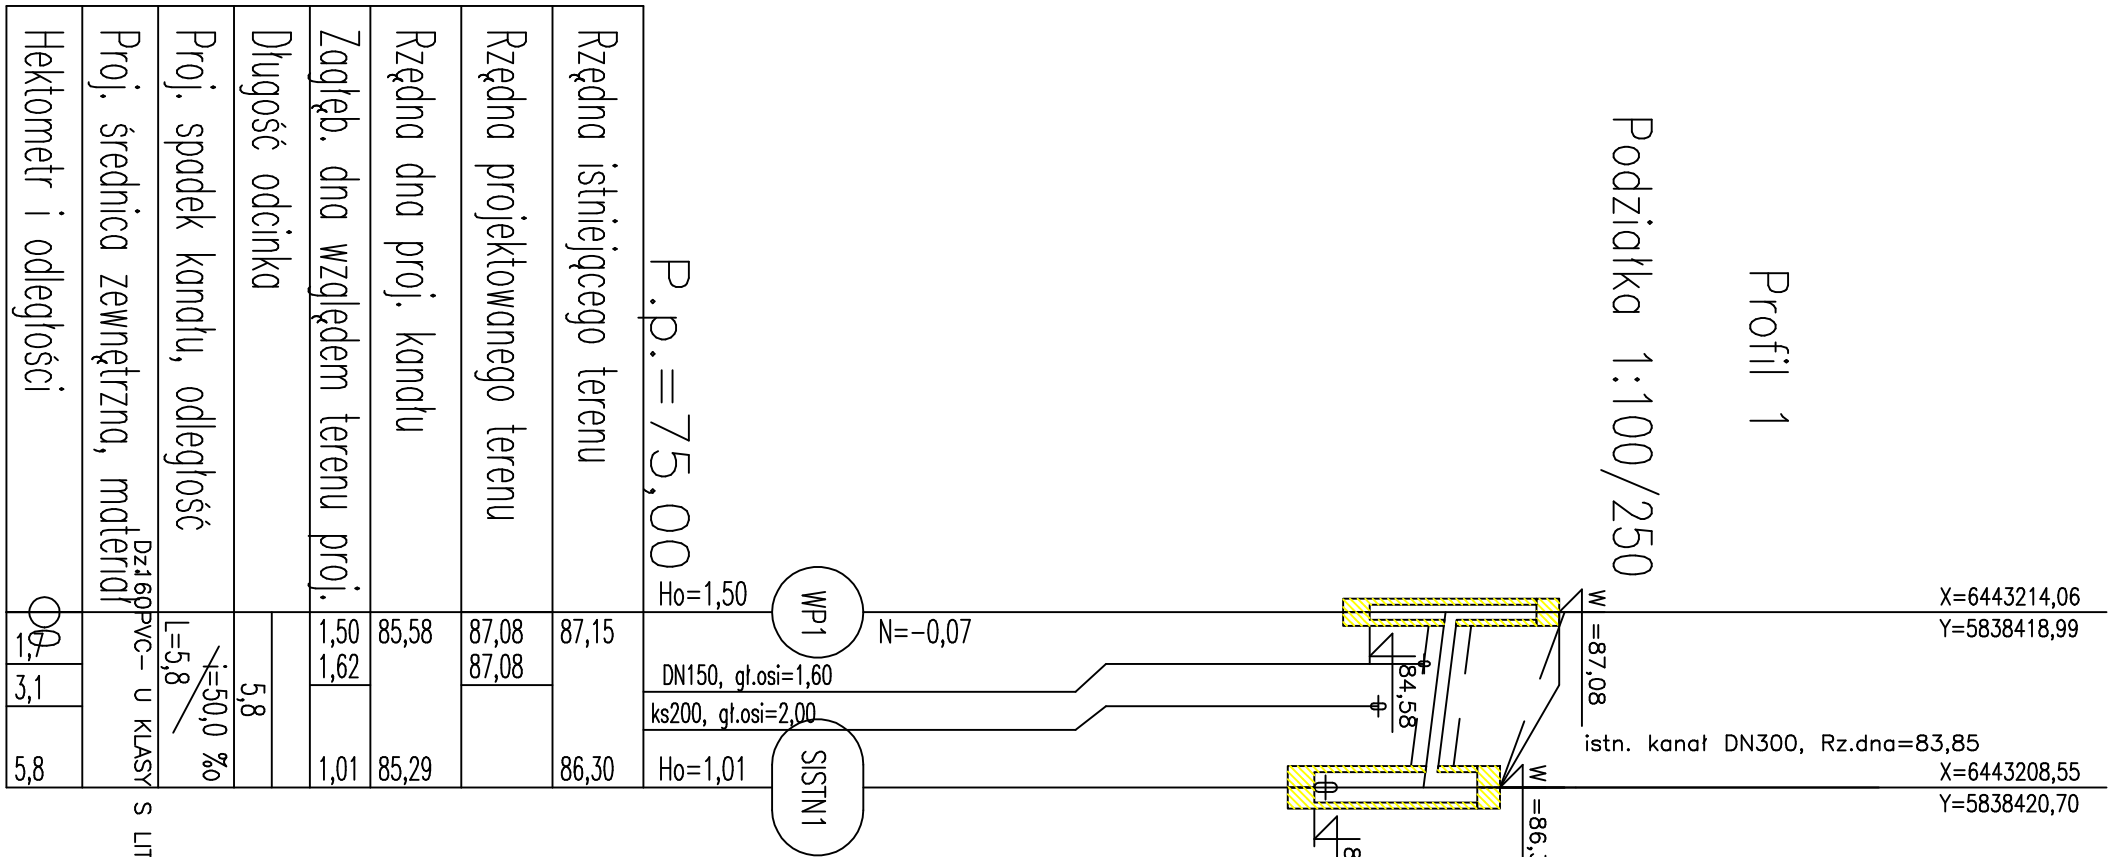 Profil 1
Podziałka 1:100/250
P.p.=75,00
Rzędna istniejącego terenu
87,15
86,30
Rzędna projektowanego terenu
87,08
87,08
Rzędna dna proj. kanału
85,58
85,29
Zagłęb. dna względem terenu proj.
1,50
1,62
1,01
Długość odcinka
5,8
Proj. spadek kanału, odległość
i=50,0 ‰
L=5,8
Proj. średnica zewnętrzna, materiał
Dz160PVC- U KLASY S LIT
Hektometr i odległości
0
1,7
3,1
5,8
Ho=1,50
WP1
N=-0,07
DN150, gł.osi=1,60
ks200, gł.osi=2,00
Ho=1,01
SISTN1
84,58
W =87,08
istn. kanał DN300, Rz.dna=83,85
X=6443214,06
Y=5838418,99
X=6443208,55
Y=5838420,70